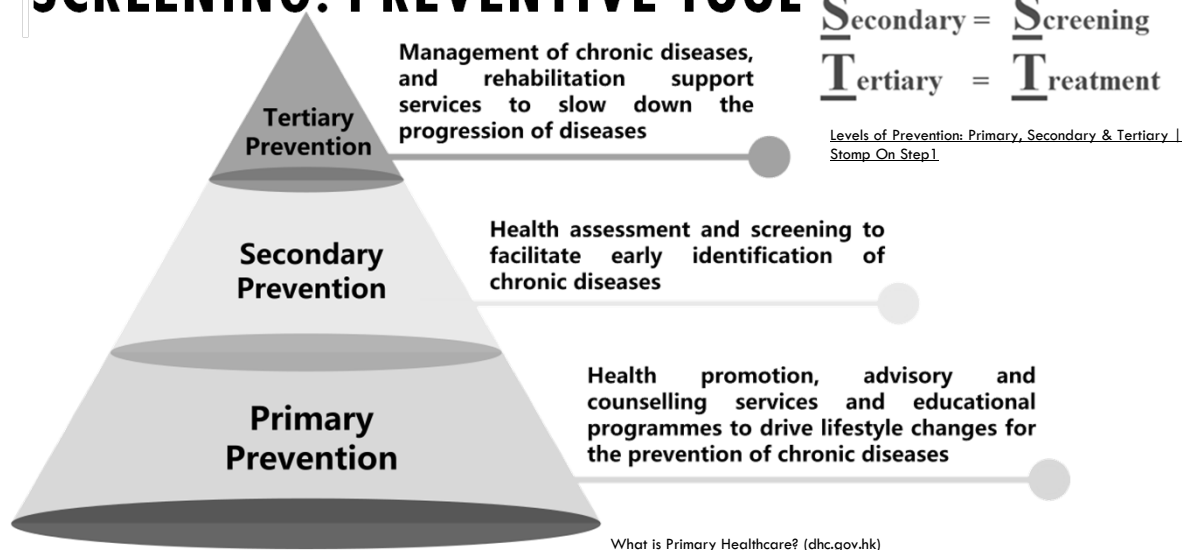 SCREENING: PREVENTIVE TOOL
Secondary = Screening
Tertiary = Treatment
Levels of Prevention: Primary, Secondary & Tertiary |
Stomp On Step1
Management of chronic diseases,
and rehabilitation support
services to slow down the
progression of diseases
Tertiary
Prevention
Health assessment and screening to
facilitate early identification of
chronic diseases
Secondary
Prevention
Health promotion, advisory and
counselling services and educational
programmes to drive lifestyle changes for
the prevention of chronic diseases
Primary
Prevention
What is Primary Healthcare? (dhc.gov.hk)